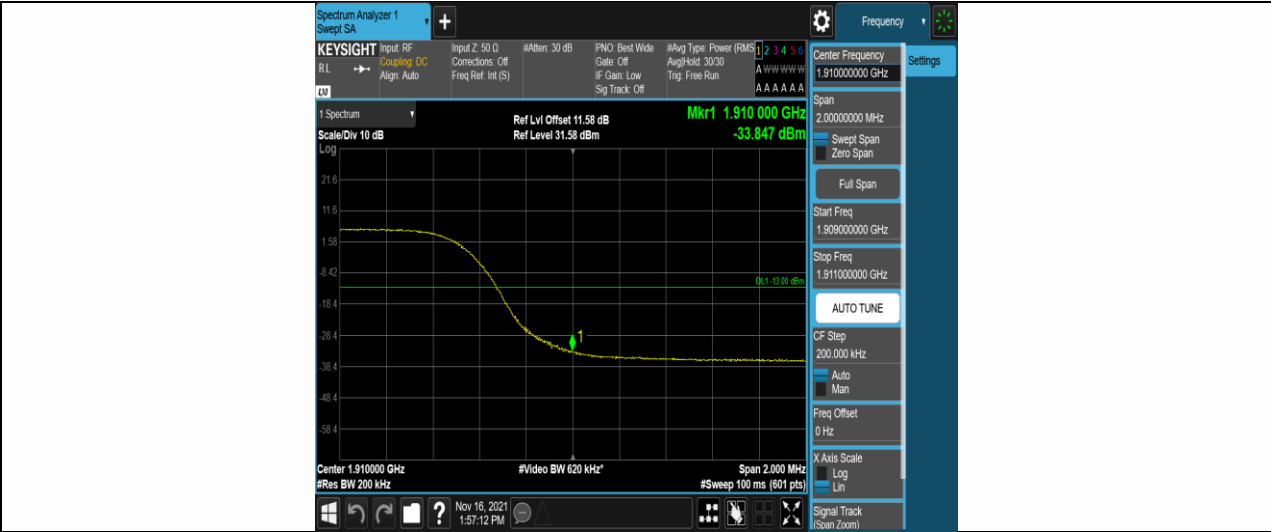 Spectrum Analyzer 1
Swept SA
+
Frequency
KEYSIGHT
RL
Input: RF
Coupling: DC
Align: Auto
Input Z: 50 Ω
Corrections: Off
Freq Ref: Int (S)
#Atten: 30 dB
PNO: Best Wide
Gate: Off
IF Gain: Low
Sig Track: Off
#Avg Type: Power (RMS
Avg|Hold: 30/30
Trig: Free Run
1 2 3 4 5 6
A W W W W W
A A A A A A
LXI
1 Spectrum
Scale/Div 10 dB
Log
Ref Lvl Offset 11.58 dB
Ref Level 31.58 dBm
Mkr1 1.910 000 GHz
-33.847 dBm
21.6
11.6
1.58
-8.42
-18.4
-28.4
-38.4
-48.4
-58.4
DL1 -13.00 dBm
1
Center 1.910000 GHz
#Res BW 200 kHz
#Video BW 620 kHz*
Span 2.000 MHz
#Sweep 100 ms (601 pts)
?
Nov 16, 2021
1:57:12 PM
Center Frequency
1.910000000 GHz
Settings
Span
2.00000000 MHz
Swept Span
Zero Span
Full Span
Start Freq
1.909000000 GHz
Stop Freq
1.911000000 GHz
AUTO TUNE
CF Step
200.000 kHz
Auto
Man
Freq Offset
0 Hz
X Axis Scale
Log
Lin
Signal Track
(Span Zoom)